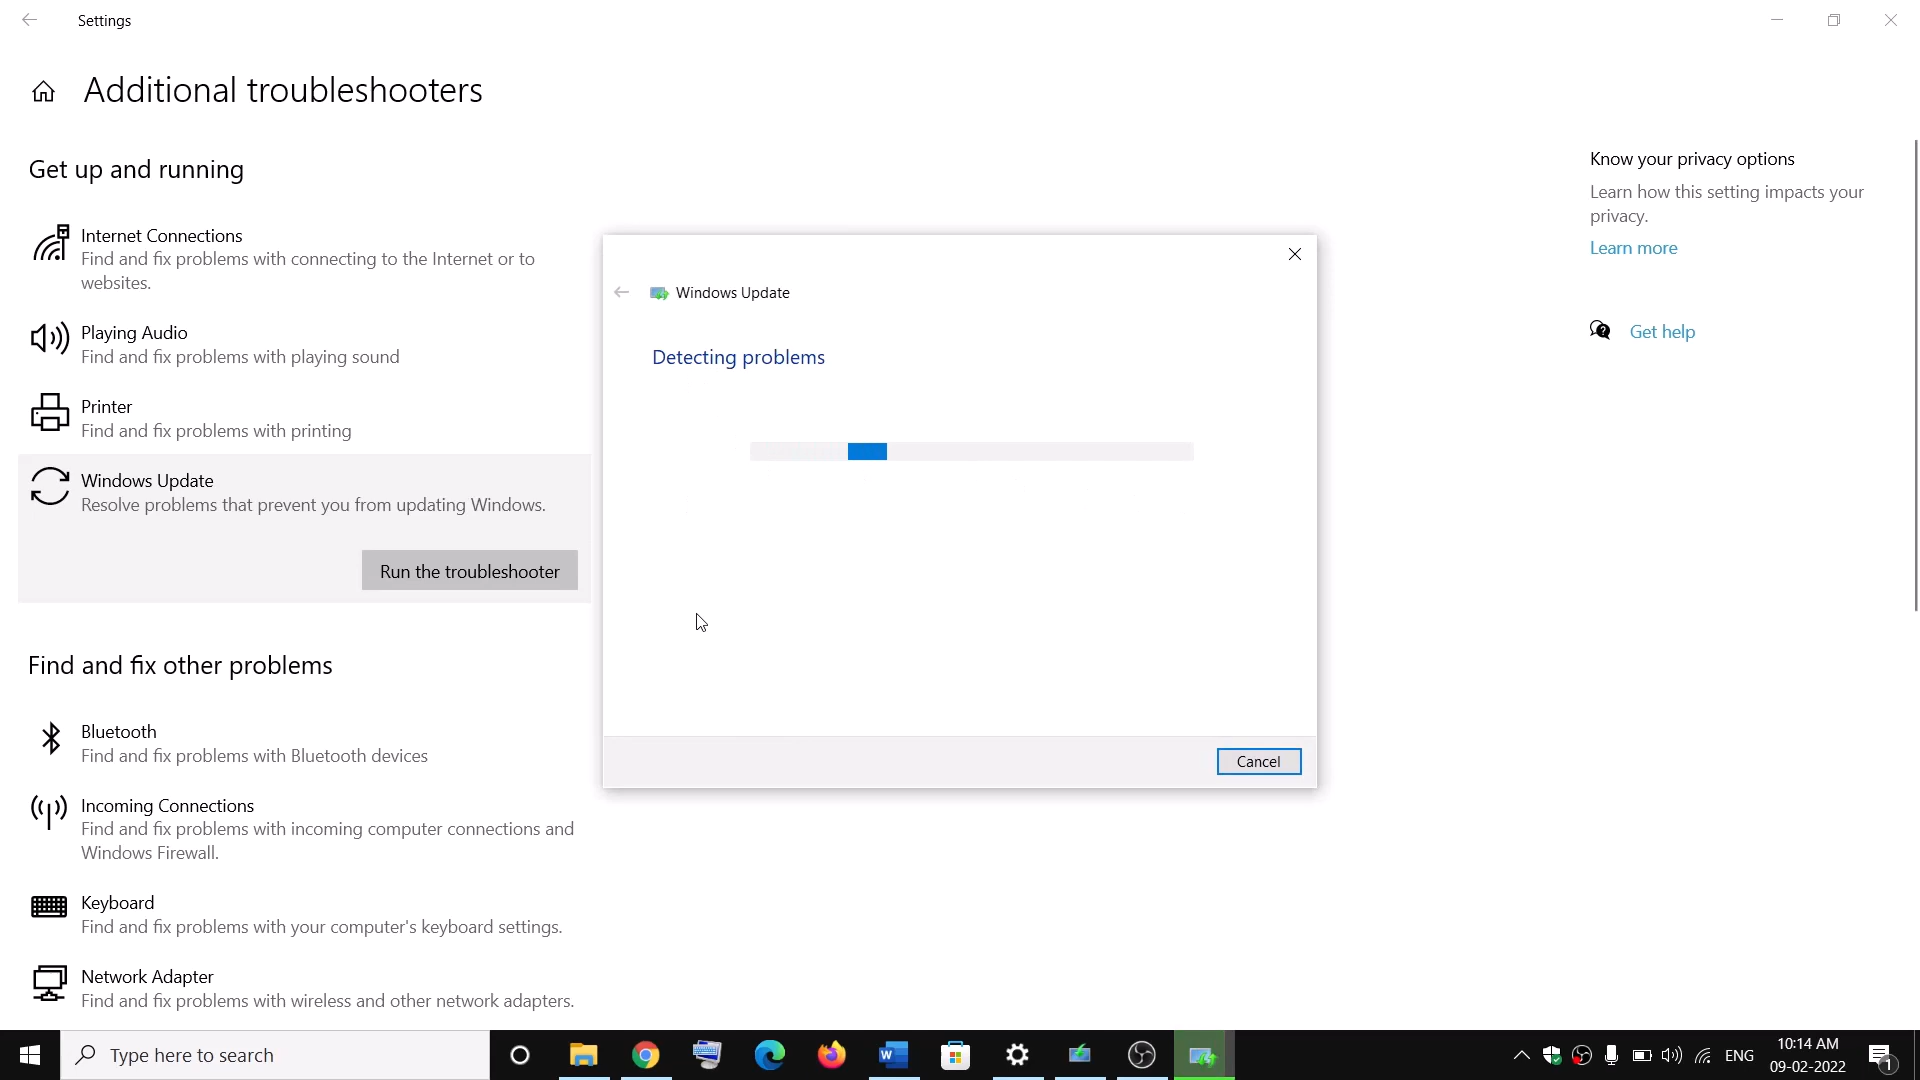 Settings
Additional troubleshooters
Get up and running
Internet Connections
Find and fix problems with connecting to the Internet or to
websites.
Playing Audio
Find and fix problems with playing sound
Printer
Find and fix problems with printing
Windows Update
Resolve problems that prevent you from updating Windows.
Run the troubleshooter
Find and fix other problems
Bluetooth
Find and fix problems with Bluetooth devices
Incoming Connections
Find and fix problems with incoming computer connections and
Windows Firewall.
Keyboard
Find and fix problems with your computer's keyboard settings.
Network Adapter
Find and fix problems with wireless and other network adapters.
Windows Update
Detecting problems
Cancel
Know your privacy options
Learn how this setting impacts your
privacy.
Learn more
Get help
Type here to search
W
ENG
10:14 AM
09-02-2022
1